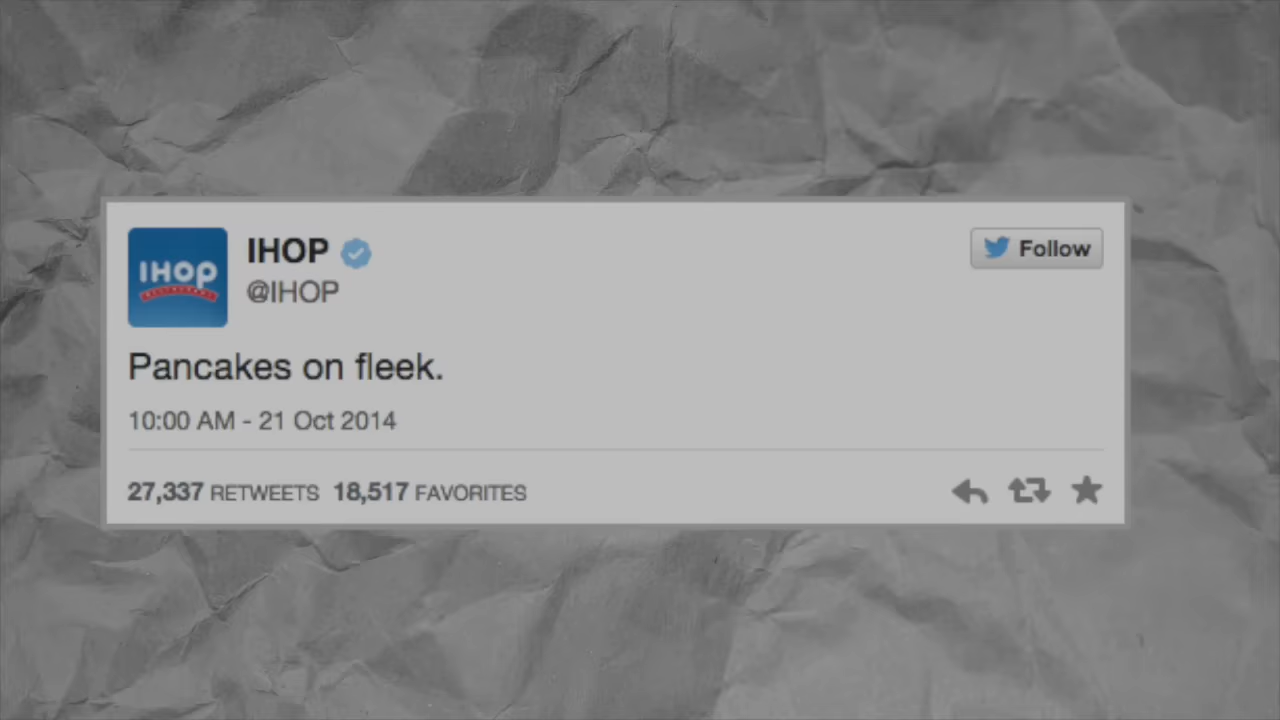 IHOP
IHOP
@IHOP
Follow
Pancakes on fleek.
10:00 AM - 21 Oct 2014
27,337 RETWEETS 18,517 FAVORITES